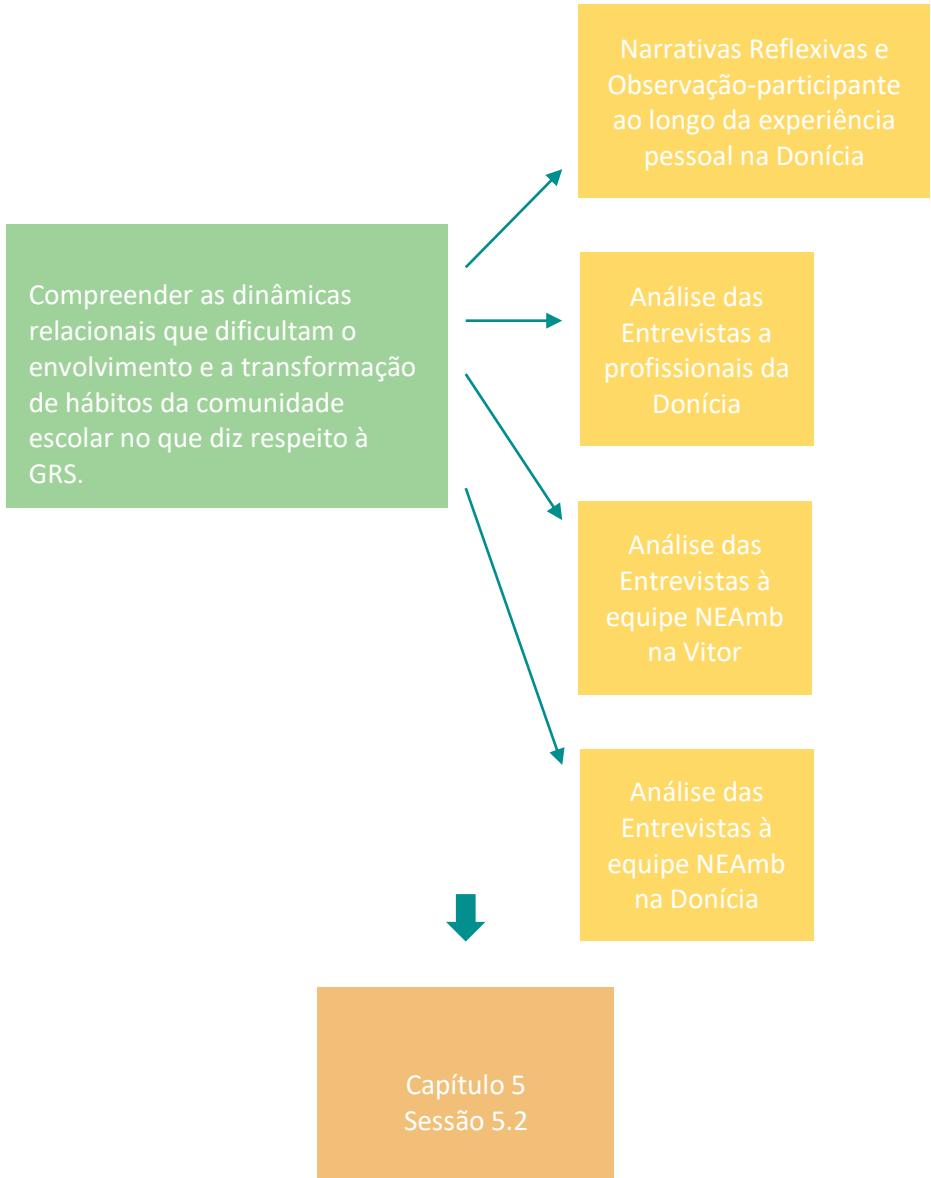 Narrativas Reflexivas e
Observação-participante
ao longo da experiência
pessoal na Donícia
Compreender as dinâmicas
relacionais que dificultam o
envolvimento e a transformação
de hábitos da comunidade
escolar no que diz respeito à
GRS.
Análise das
Entrevistas a
profissionais da
Donícia
Análise das
Entrevistas à
equipe NEAmb
na Vitor
Análise das
Entrevistas à
equipe NEAmb
na Donícia
Capítulo 5
Sessão 5.2